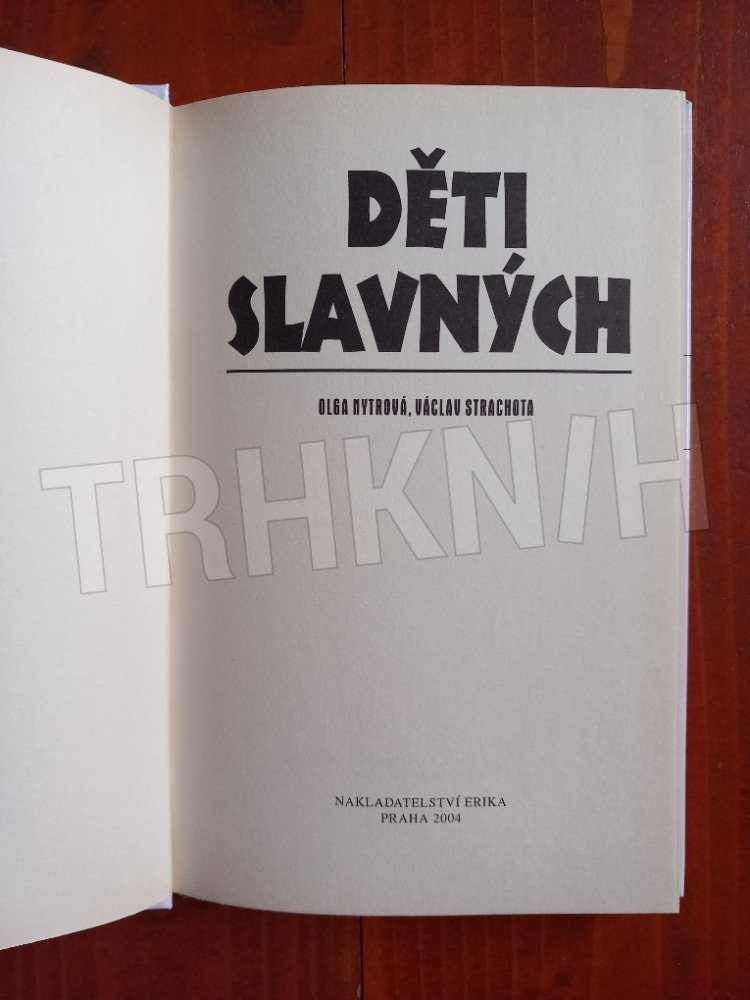 DĚTI
SLAVNÝCH
OLGA NYTROVÁ, VÁCLAV STRACHOTA
TRHKNIH
NAKLADATELSTVÍ ERIKA
PRAHA 2004